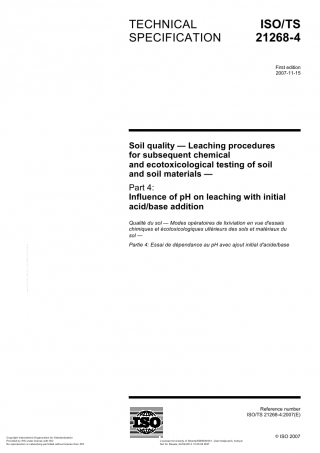 TECHNICAL
SPECIFICATION
ISO/TS
21268-4
First edition
2007-11-15
Soil quality — Leaching procedures
for subsequent chemical
and ecotoxicological testing of soil
and soil materials —
Part 4:
Influence of pH on leaching with initial
acid/base addition
Qualité du sol — Modes opératoires de lixiviation en vue d'essais
chimiques et écotoxicologiques ultérieurs des sols et matériaux du
sol —
Partie 4: Essai de dépendance au pH avec ajout initial d'acide/base
Reference number
ISO/TS 21268-4:2007(E)
ISO
© ISO 2007